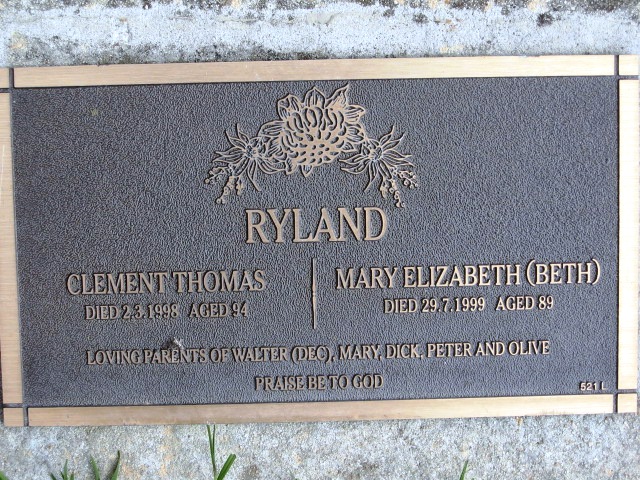 RYLAND
CLEMENT THOMAS
DIED 2.3.1998 AGED 94
MARY ELIZABETH (BETH)
DIED 29.7.1999 AGED 89
LOVING PARENTS OF WALTER (DEC), MARY, DICK, PETER AND OLIVE
PRAISE BE TO GOD
521 L